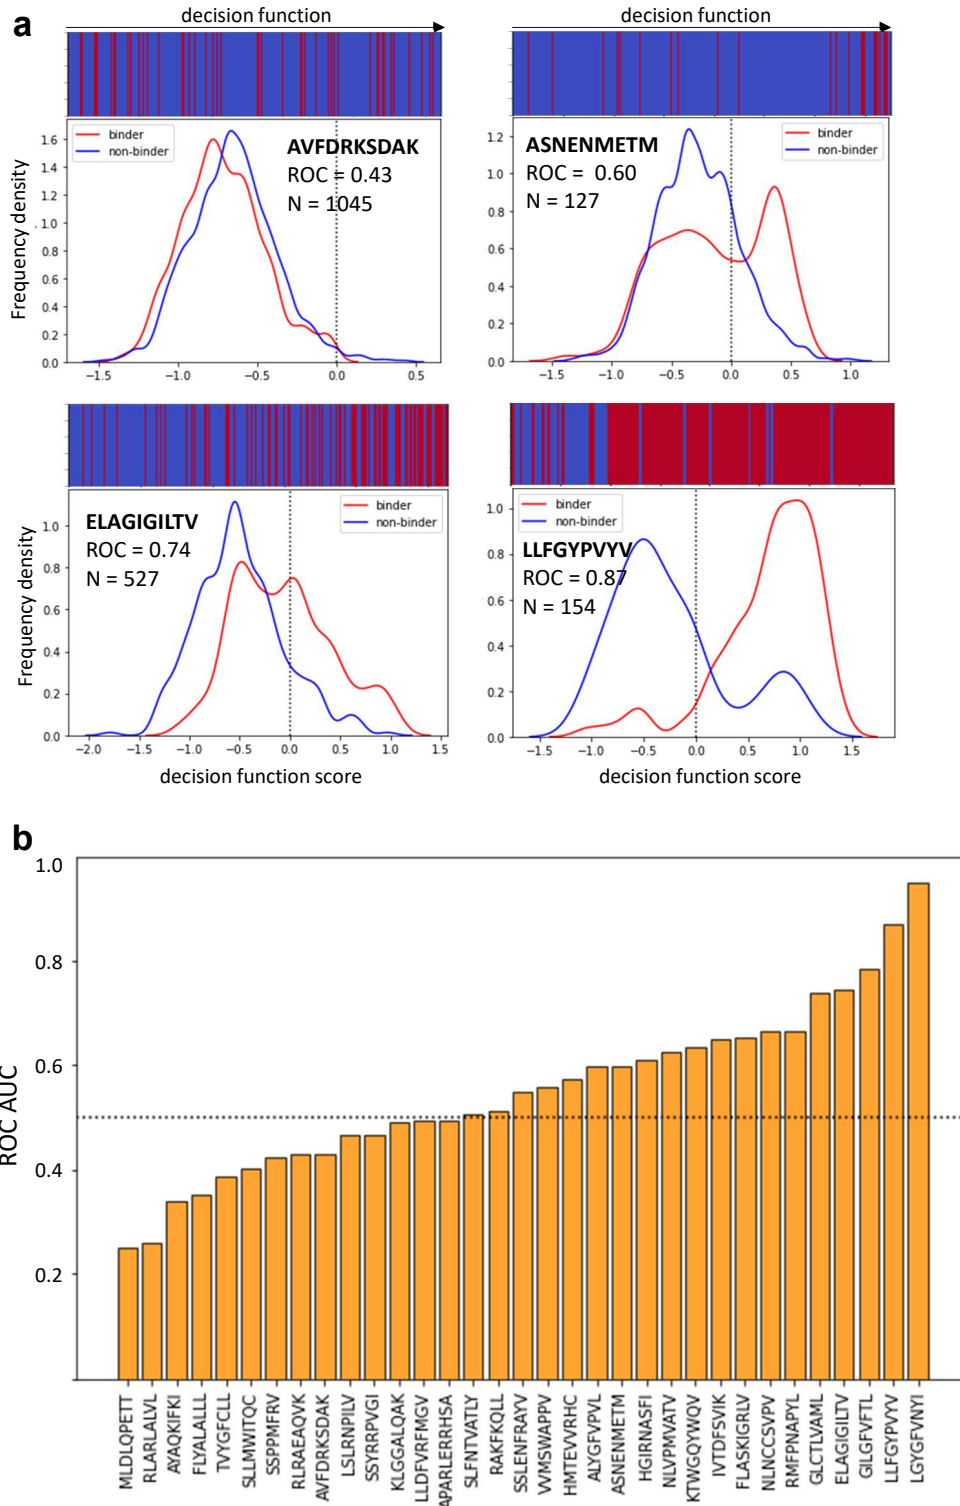 a
decision function
decision function
binder
non-binder
AVFDRKSDAK
ROC = 0.43
N = 1045
Frequency density
1.6
1.4
1.2
1.0
0.8
0.6
0.4
0.2
0.0
−1.5
−1.0
−0.5
0.0
0.5
ASNENMETM
ROC = 0.60
N = 127
binder
non-binder
1.2
1.0
0.8
0.6
0.4
0.2
0.0
−1.5
−1.0
−0.5
0.0
0.5
1.0
ELAGIGILTV
ROC = 0.74
N = 527
binder
non-binder
Frequency density
1.0
0.8
0.6
0.4
0.2
0.0
−2.0
−1.5
−1.0
−0.5
0.0
0.5
1.0
1.5
decision function score
binder
non-binder
LLFGYPVYV
ROC = 0.87
N = 154
1.0
0.8
0.6
0.4
0.2
0.0
−1.5
−1.0
−0.5
0.0
0.5
1.0
1.5
decision function score
b
ROC AUC
1.0
0.8
0.6
0.4
0.2
MLDLQPETT
RLARLALVL
AYAQKIFKI
FLYALALLL
TVYGFCLL
SLLMWITQC
SSPPMFRV
RLRAEAQVK
AVFDRKSDAK
LSLRNPILV
SSYRRPVGI
KLGGALQAK
LLDFVRFMGV
APARLERRHSA
SLFNTVATLY
RAKFKQLL
SSLENFRAYV
VMSWAPPV
HMTEVVRHC
ALYGFVPVL
ASNENMETM
HGIRNASFI
NLVPMVATV
KTWGQYWQV
IVTDFSVIK
FLASKIGRLV
NLNCCSVPV
RMFPNAPYL
GLCTLVAML
ELAGIGILTV
GILGFVFTL
LLFGYPVYV
LGYGFVNYI